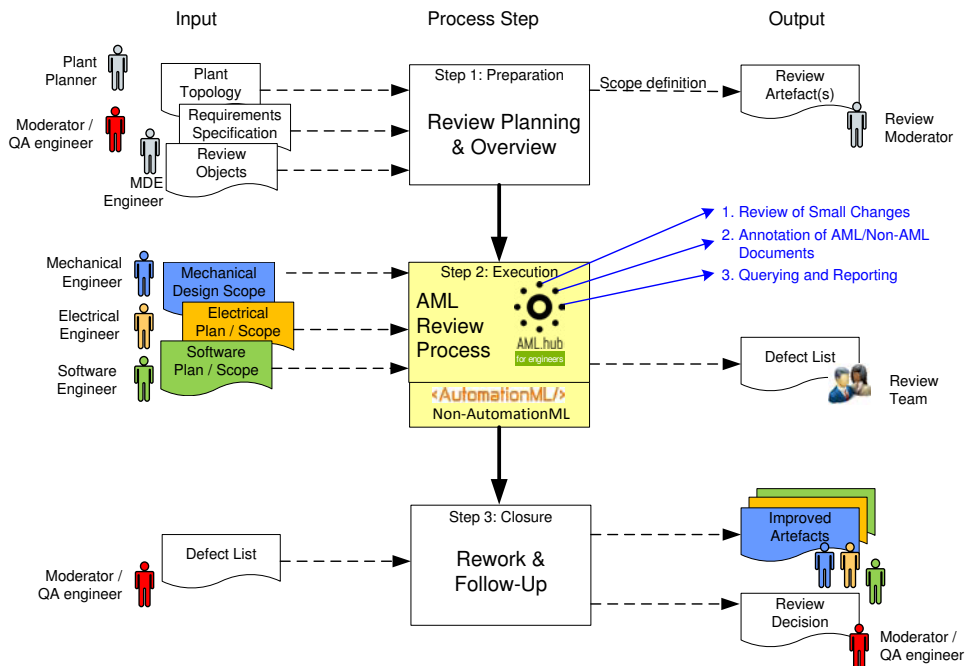 Input
Process Step
Output
Plant
Planner
Moderator /
QA engineer
MDE
Engineer
Plant
Topology
Requirements
Specification
Review
Objects
Step 1: Preparation
Review Planning
& Overview
Scope definition
Review
Artefact(s)
Review
Moderator
1. Review of Small Changes
2. Annotation of AML/Non-AML
Documents
3. Querying and Reporting
Mechanical
Engineer
Electrical
Engineer
Software
Engineer
Mechanical
Design Scope
Electrical
Plan / Scope
Software
Plan / Scope
Step 2: Execution
AML
Review
Process
AML.hub
for engineers
<AutomationML/>
Non-AutomationML
Defect List
Review
Team
Moderator /
QA engineer
Defect List
Step 3: Closure
Rework &
Follow-Up
Improved
Artefacts
Review
Decision
Moderator /
QA engineer